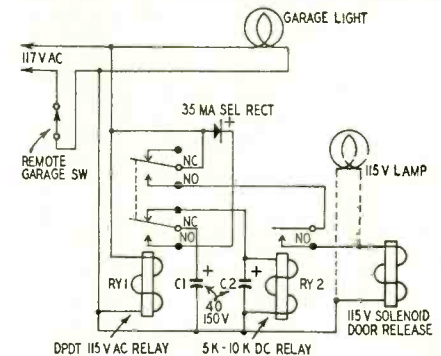 GARAGE LIGHT
117 V AC
35 MA SEL RECT
+
REMOTE
GARAGE SW
NC
NO
115 V LAMP
NC
NO
NO
+
+
RY 1
C1
C2
RY 2
40
150 V
115 V SOLENOID
DOOR RELEASE
DPDT 115 V AC RELAY
5 K - 10 K DC RELAY